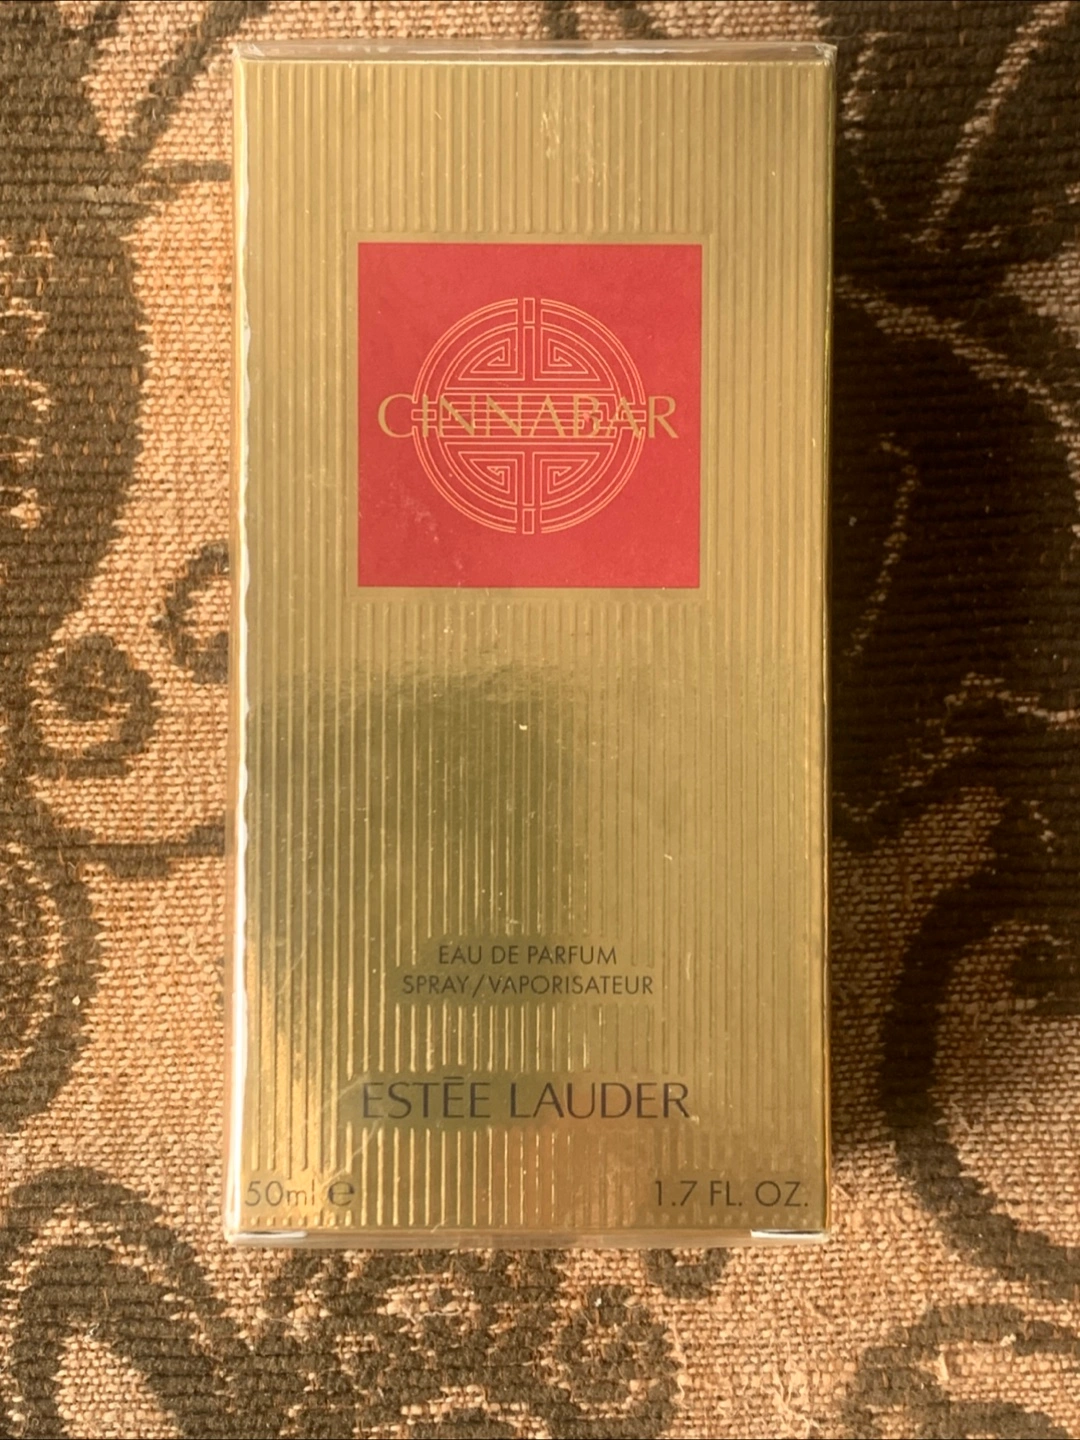 CINNABAR
EAU DE PARFUM
SPRAY/VAPORISATEUR
ESTĒE LAUDER
50ml ℮
1.7 FL. OZ.